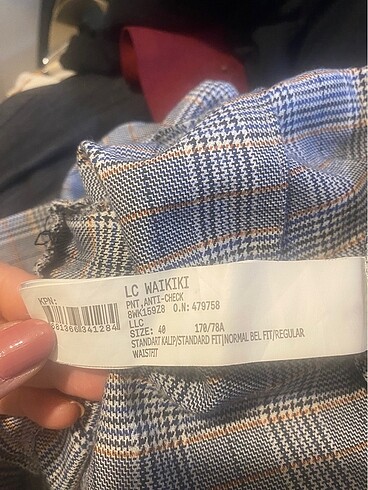 LC WAIKIKI
KPN:
PNT,ANTI-CHECK
8WK159Z8 O.N: 479758
LLC
SIZE: 40 170/78A
STANDART KALIP/STANDARD FIT|NORMAL BEL FIT/REGULAR
WAISTFIT
681366341284